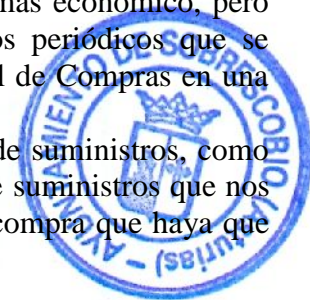 más económico, pero
os periódicos que se
l de Compras en una
de suministros, como
e suministros que nos
compra que haya que
AYUNTAMIENTO DE SOBRESCOBIO (Asturias)